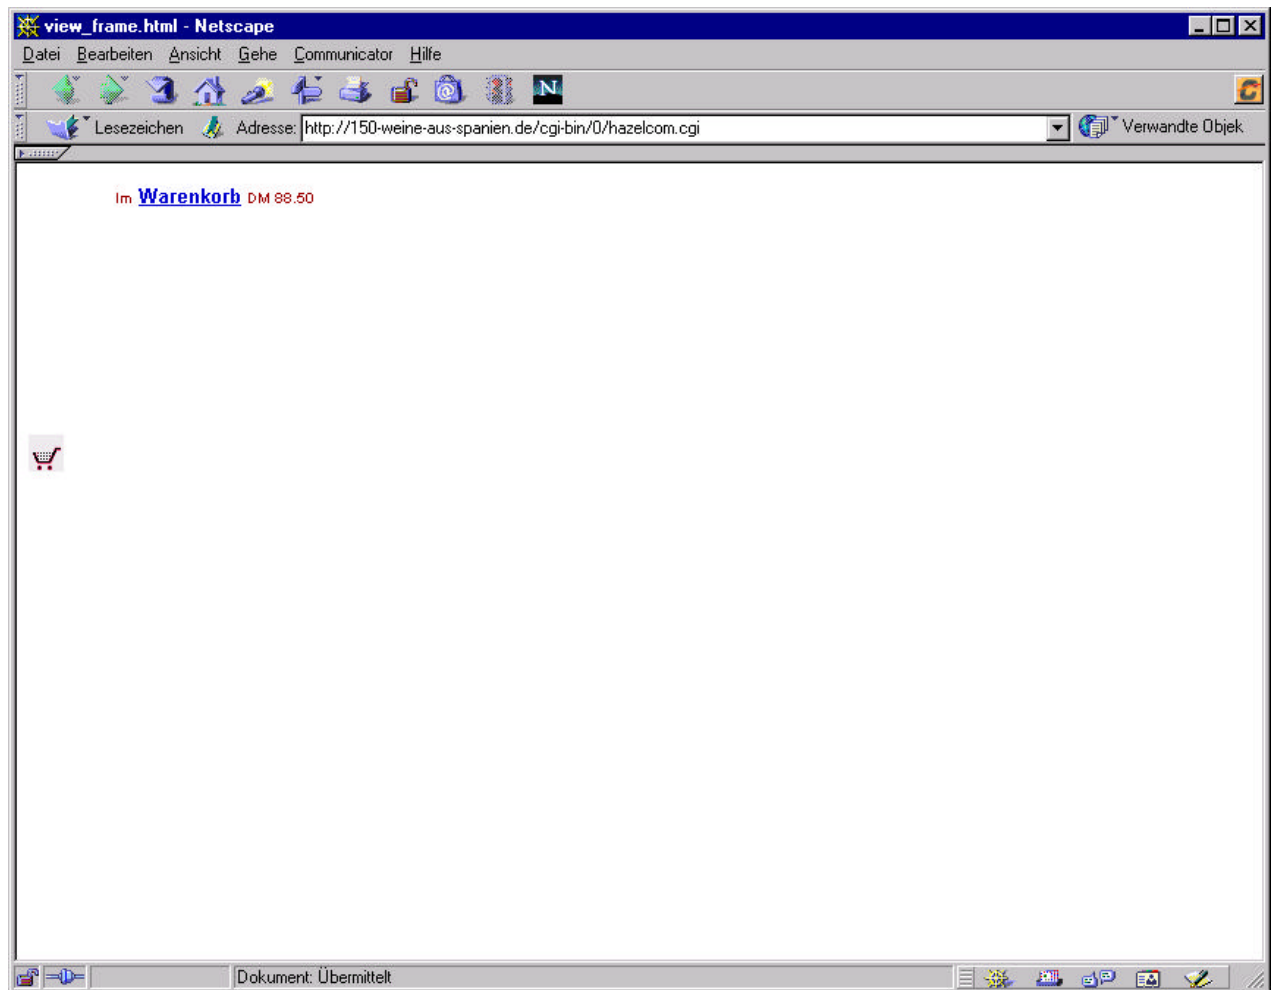 view_frame.html - Netscape
Datei Bearbeiten Ansicht Gehe Communicator Hilfe
N
Lesezeichen Adresse: http://150-weine-aus-spanien.de/cgi-bin/0/hazelcom.cgi Verwandte Objek
Im Warenkorb DM 88.50
Dokument: Übermittelt